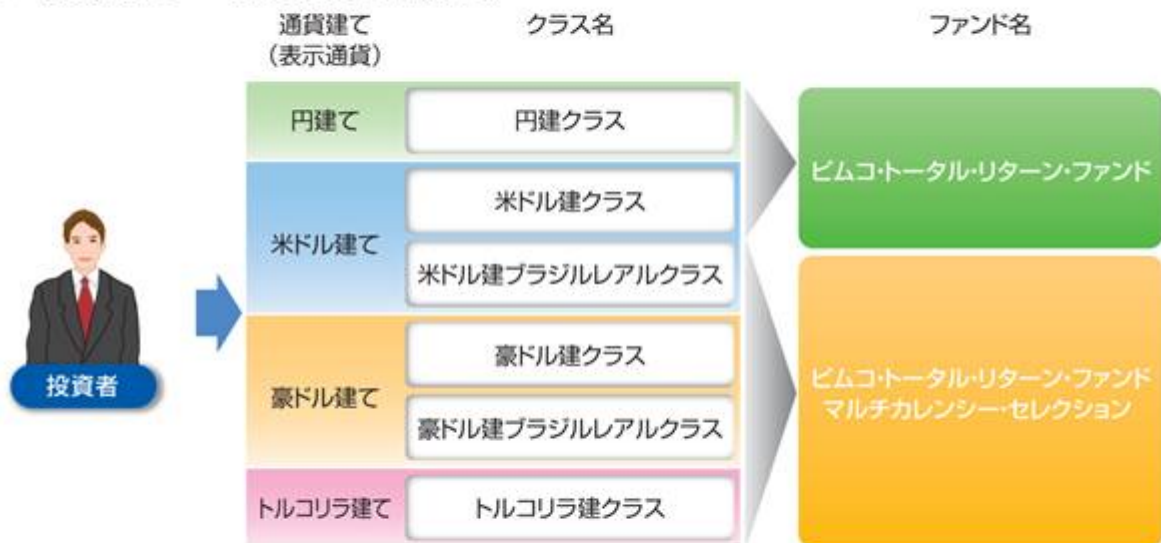 通貨建て
(表示通貨)
クラス名
ファンド名
円建て
円建クラス
米ドル建て
米ドル建クラス
米ドル建ブラジルレアルクラス
豪ドル建て
豪ドル建クラス
豪ドル建ブラジルレアルクラス
トルコリラ建て
トルコリラ建クラス
ピムコ・トータル・リターン・ファンド
ピムコ・トータル・リターン・ファンド
マルチカレンシー・セレクション
投資者